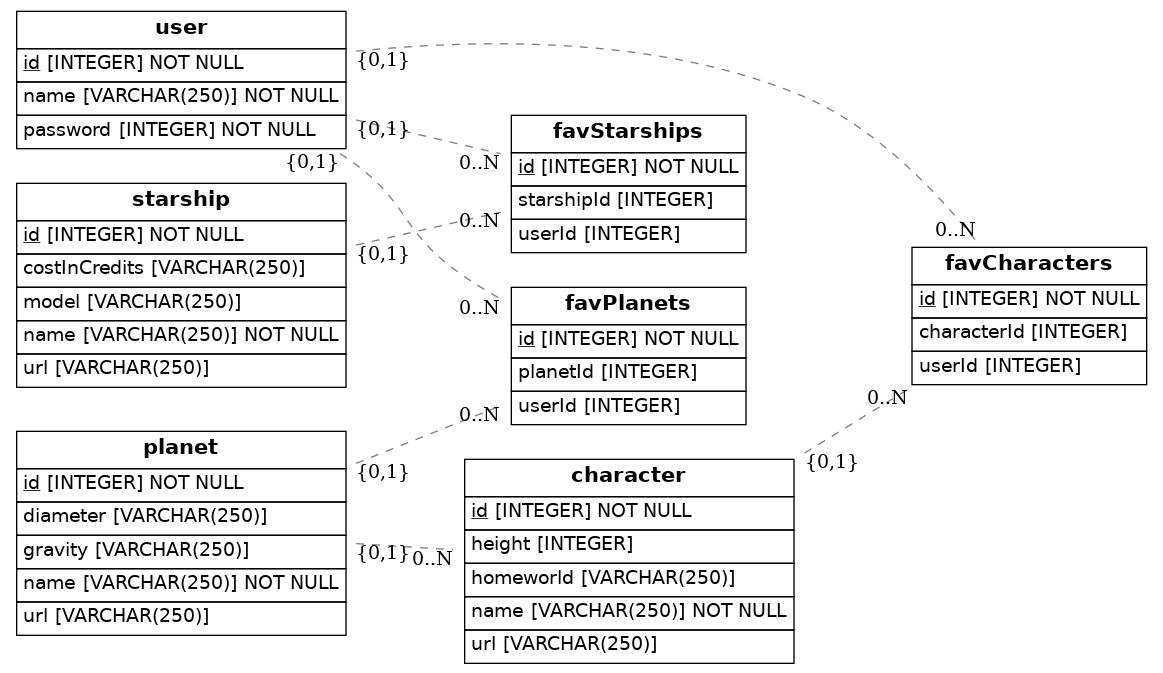 user
id [INTEGER] NOT NULL
name [VARCHAR(250)] NOT NULL
password [INTEGER] NOT NULL
{0,1}
{0,1}
{0,1}
starship
id [INTEGER] NOT NULL
costInCredits [VARCHAR(250)]
model [VARCHAR(250)]
name [VARCHAR(250)] NOT NULL
url [VARCHAR(250)]
{0,1}
planet
id [INTEGER] NOT NULL
diameter [VARCHAR(250)]
gravity [VARCHAR(250)]
name [VARCHAR(250)] NOT NULL
url [VARCHAR(250)]
{0,1}
{0,1}
0..N
favStarships
id [INTEGER] NOT NULL
starshipId [INTEGER]
userId [INTEGER]
0..N
0..N
favPlanets
id [INTEGER] NOT NULL
planetId [INTEGER]
userId [INTEGER]
0..N
0..N
character
id [INTEGER] NOT NULL
height [INTEGER]
homeworld [VARCHAR(250)]
name [VARCHAR(250)] NOT NULL
url [VARCHAR(250)]
0..N
{0,1}
0..N
favCharacters
id [INTEGER] NOT NULL
characterId [INTEGER]
userId [INTEGER]
0..N